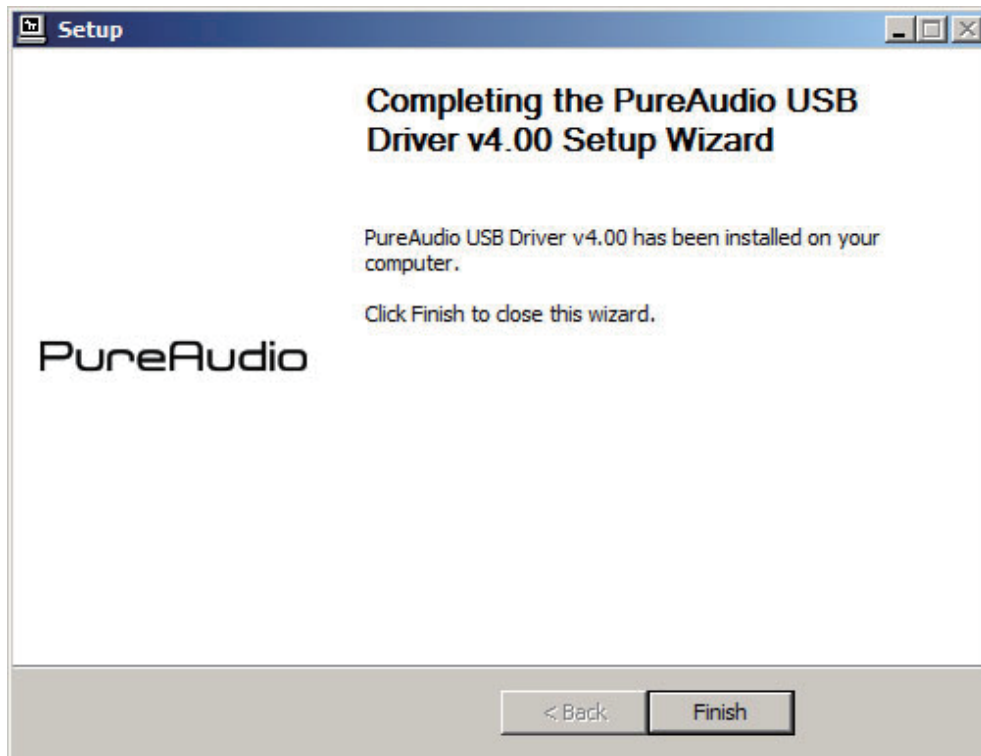 Setup
Completing the PureAudio USB
Driver v4.00 Setup Wizard
PureAudio USB Driver v4.00 has been installed on your
computer.
Click Finish to close this wizard.
PureAudio
< Back
Finish